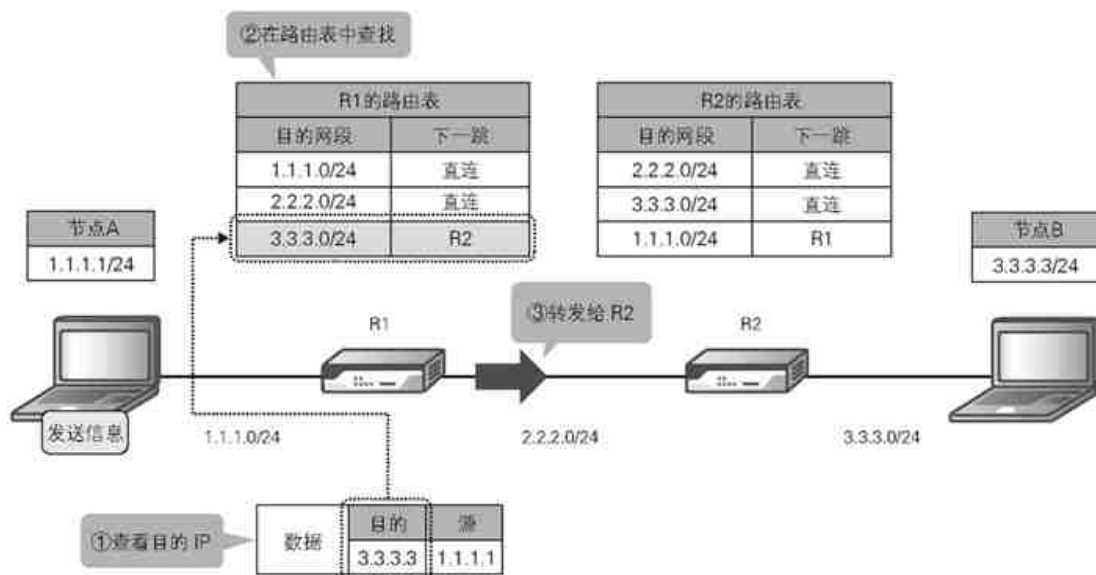 ②在路由表中查找
R1的路由表
目的网段 下一跳
1.1.1.0/24 直连
2.2.2.0/24 直连
3.3.3.0/24 R2
R2的路由表
目的网段 下一跳
2.2.2.0/24 直连
3.3.3.0/24 直连
1.1.1.0/24 R1
节点A
1.1.1.1/24
节点B
3.3.3.3/24
R1
③转发给 R2
R2
发送信息
1.1.1.0/24
2.2.2.0/24
3.3.3.0/24
①查看目的 IP
数据
目的 源
3.3.3.3 1.1.1.1